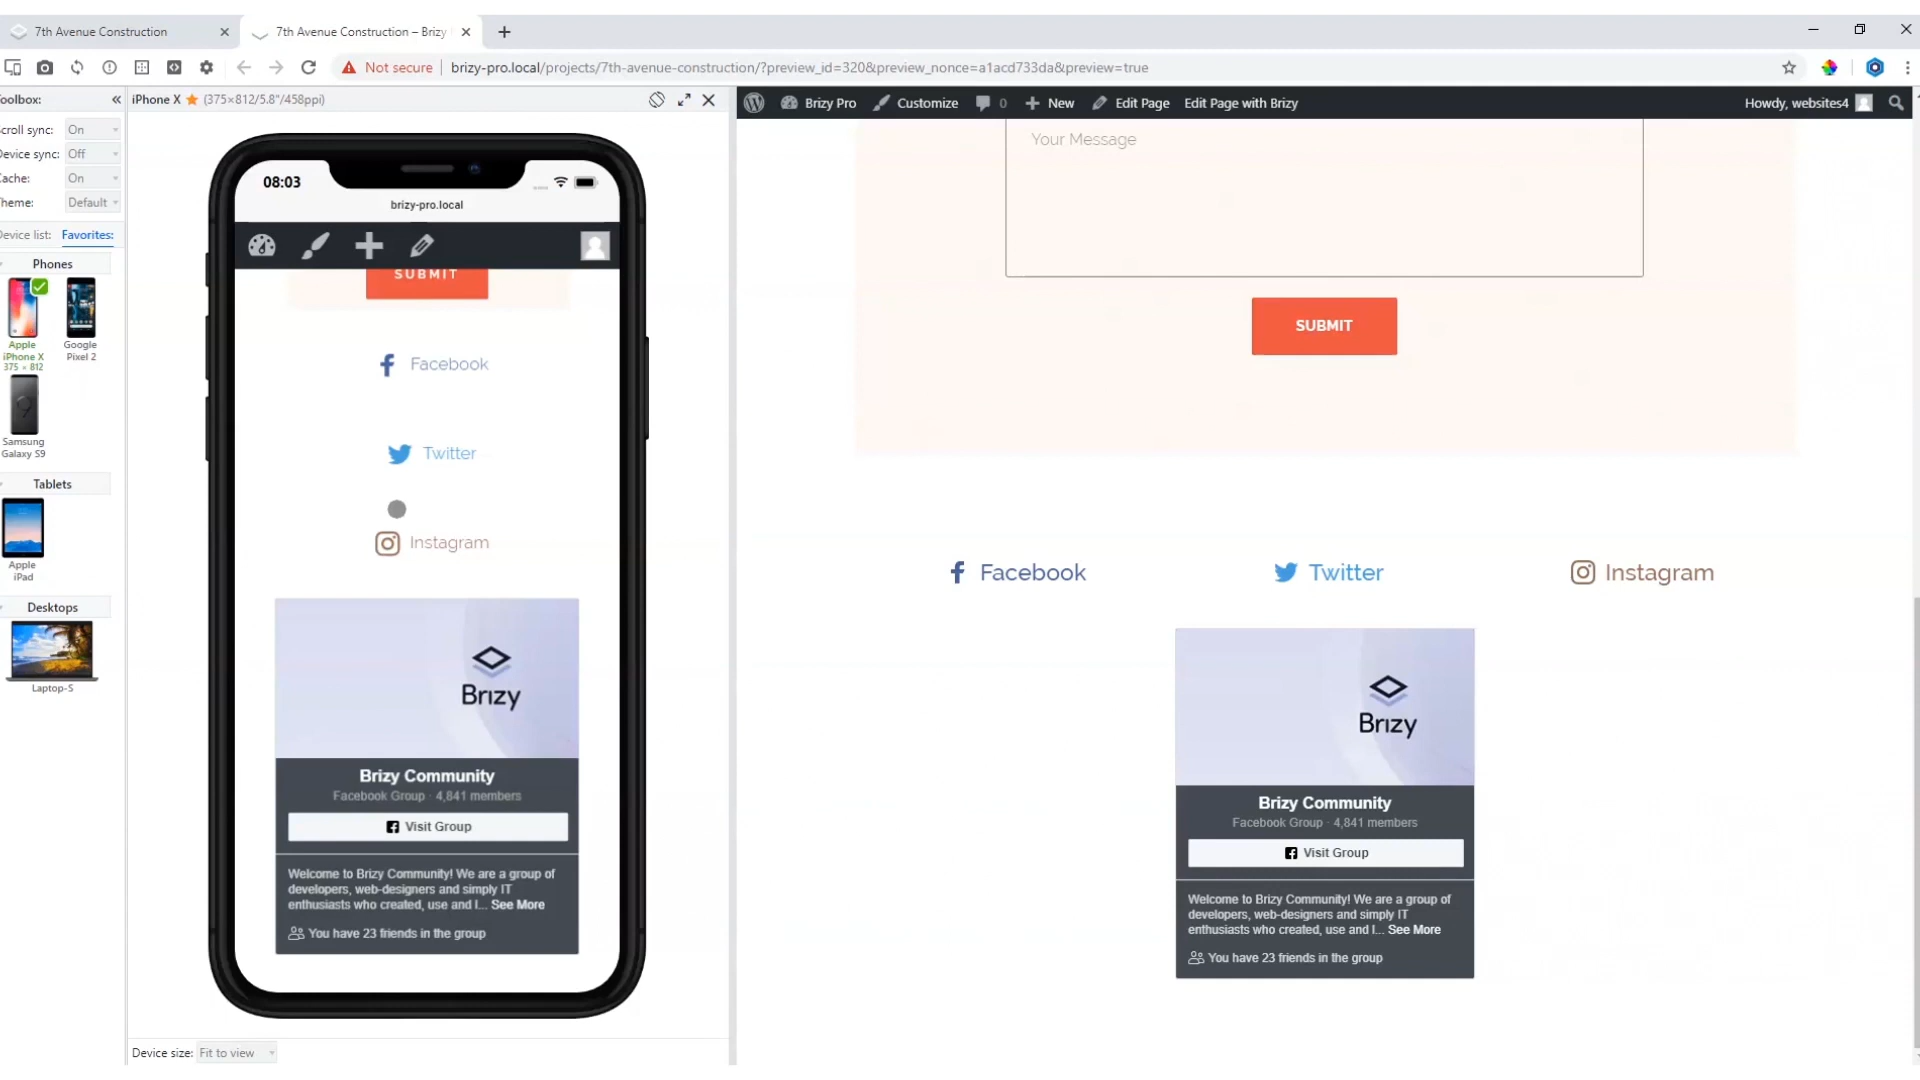 7th Avenue Construction
7th Avenue Construction – Brizy
Not secure
brizy-pro.local/projects/7th-avenue-construction/?preview_id=320&preview_nonce=a1acd733da&preview=true
oolbox:
iPhone X (375×812/5.8"/458ppi)
Scroll sync: On
Device sync: Off
Cache: On
Theme: Default
Device list: Favorites:
Phones
Apple iPhone X 375 × 812
Google Pixel 2
9
Samsung Galaxy S9
Tablets
Apple iPad
Desktops
Laptop-S
08:03
brizy-pro.local
SUBMIT
Facebook
Twitter
Instagram
Brizy
Brizy Community
Facebook Group · 4,841 members
Visit Group
Welcome to Brizy Community! We are a group of
developers, web-designers and simply IT
enthusiasts who created, use and l... See More
You have 23 friends in the group
Device size: Fit to view
Brizy Pro Customize 0 New Edit Page Edit Page with Brizy
Howdy, websites4
Your Message
SUBMIT
Facebook
Twitter
Instagram
Brizy
Brizy Community
Facebook Group · 4,841 members
Visit Group
Welcome to Brizy Community! We are a group of
developers, web-designers and simply IT
enthusiasts who created, use and l... See More
You have 23 friends in the group